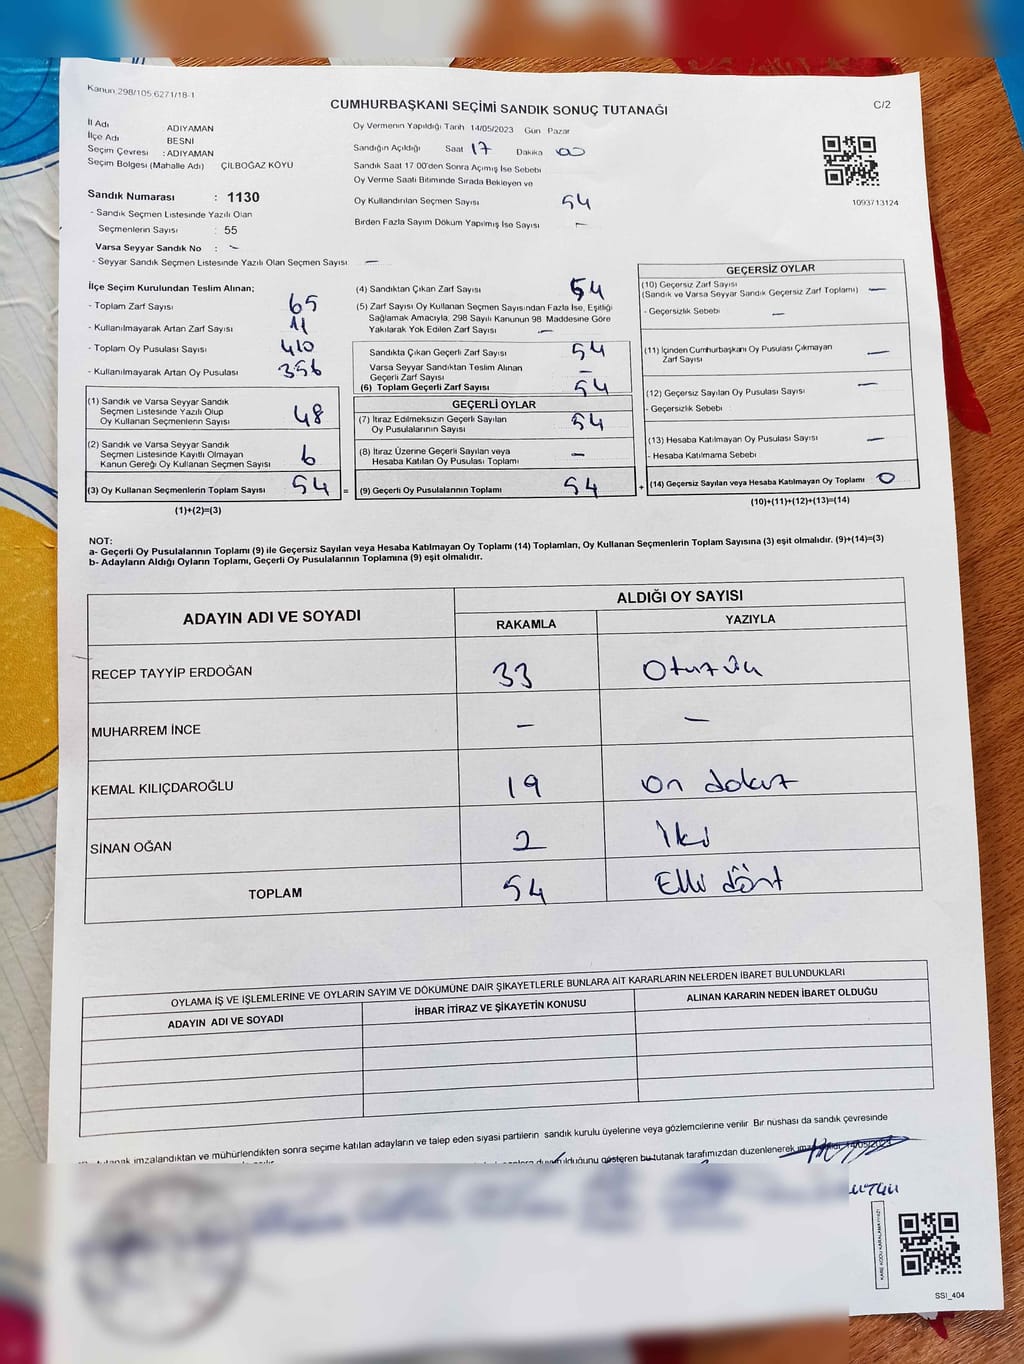 Kanun 298/105,6271/18-1
CUMHURBAŞKANI SEÇİMİ SANDIK SONUÇ TUTANAĞI
C/2
İl Adı ADIYAMAN
İlçe Adı BESNİ
Seçim Çevresi : ADIYAMAN
Seçim Bölgesi (Mahalle Adı) ÇİLBOĞAZ KÖYÜ
Sandık Numarası : 1130
- Sandık Seçmen Listesinde Yazılı Olan
Seçmenlerin Sayısı : 55
Varsa Seyyar Sandık No : -
- Seyyar Sandık Seçmen Listesinde Yazılı Olan Seçmen Sayısı -
Oy Vermenin Yapıldığı Tarih 14/05/2023 Gün Pazar
Sandığın Açıldığı Saat 17 Dakika 00
Sandık Saat 17 00'den Sonra Açımış İse Sebebi
Oy Verme Saati Bitiminde Sırada Bekleyen ve
Oy Kullandırılan Seçmen Sayısı 54
Birden Fazla Sayım Döküm Yapılmış İse Sayısı -
1093713124
İlçe Seçim Kurulundan Teslim Alınan;
- Toplam Zarf Sayısı 65
- Kullanılmayarak Artan Zarf Sayısı 11
- Toplam Oy Pusulası Sayısı 410
- Kullanılmayarak Artan Oy Pusulası 356
(1) Sandık ve Varsa Seyyar Sandık
Seçmen Listesinde Yazılı Olup
Oy Kullanan Seçmenlerin Sayısı 48
(2) Sandık ve Varsa Seyyar Sandık
Seçmen Listesinde Kayıtlı Olmayan
Kanun Gereği Oy Kullanan Seçmen Sayısı 6
(3) Oy Kullanan Seçmenlerin Toplam Sayısı 54 =
(1)+(2)=(3)
(4) Sandıktan Çıkan Zarf Sayısı 54
(5) Zarf Sayısı Oy Kullanan Seçmen Sayısından Fazla İse, Eşitliği
Sağlamak Amacıyla, 298 Sayılı Kanunun 98 Maddesine Göre
Yakılarak Yok Edilen Zarf Sayısı -
Sandıkta Çıkan Geçerli Zarf Sayısı 54
Varsa Seyyar Sandıktan Teslim Alınan
Geçerli Zarf Sayısı -
(6) Toplam Geçerli Zarf Sayısı 54
GEÇERLİ OYLAR
(7) İtiraz Edilmeksizin Geçerli Sayılan
Oy Pusulalarının Sayısı 54
(8) İtiraz Üzerine Geçerli Sayılan veya
Hesaba Katılan Oy Pusulası Toplamı -
(9) Geçerli Oy Pusulalarının Toplamı 54 +
GEÇERSİZ OYLAR
(10) Geçersiz Zarf Sayısı
(Sandık ve Varsa Seyyar Sandık Geçersiz Zarf Toplamı) -
- Geçersizlik Sebebi -
(11) İçinden Cumhurbaşkanı Oy Pusulası Çıkmayan
Zarf Sayısı -
(12) Geçersiz Sayılan Oy Pusulası Sayısı -
- Geçersizlik Sebebi :
(13) Hesaba Katılmayan Oy Pusulası Sayısı -
- Hesaba Katılmama Sebebi
(14) Geçersiz Sayılan veya Hesaba Katılmayan Oy Toplamı 0
(10)+(11)+(12)+(13)=(14)
NOT:
a- Geçerli Oy Pusulalarının Toplamı (9) ile Geçersiz Sayılan veya Hesaba Katılmayan Oy Toplamı (14) Toplamları, Oy Kullanan Seçmenlerin Toplam Sayısına (3) eşit olmalıdır. (9)+(14)=(3)
b- Adayların Aldığı Oyların Toplamı, Geçerli Oy Pusulalarının Toplamına (9) eşit olmalıdır.
ADAYIN ADI VE SOYADI
ALDIĞI OY SAYISI
RAKAMLA YAZIYLA
RECEP TAYYİP ERDOĞAN 33 Otuz üç
MUHARREM İNCE - -
KEMAL KILIÇDAROĞLU 19 On dokuz
SİNAN OĞAN 2 İki
TOPLAM 54 Elli dört
OYLAMA İŞ VE İŞLEMLERİNE VE OYLARIN SAYIM VE DÖKÜMÜNE DAİR ŞİKAYETLERLE BUNLARA AİT KARARLARIN NELERDEN İBARET BULUNDUKLARI
ADAYIN ADI VE SOYADI İHBAR İTİRAZ VE ŞİKAYETİN KONUSU ALINAN KARARIN NEDEN İBARET OLDUĞU
tutanak imzalandıktan ve mühürlendikten sonra seçime katılan adayların ve talep eden siyasi partilerin sandık kurulu üyelerine veya gözlemcilerine verilir Bir nüshası da sandık çevresinde
olduğunu gösteren bu tutanak tarafımızdan düzenlenerek 14/05/2023
KARE KODU KARALAMAYINIZ!
SSI_404